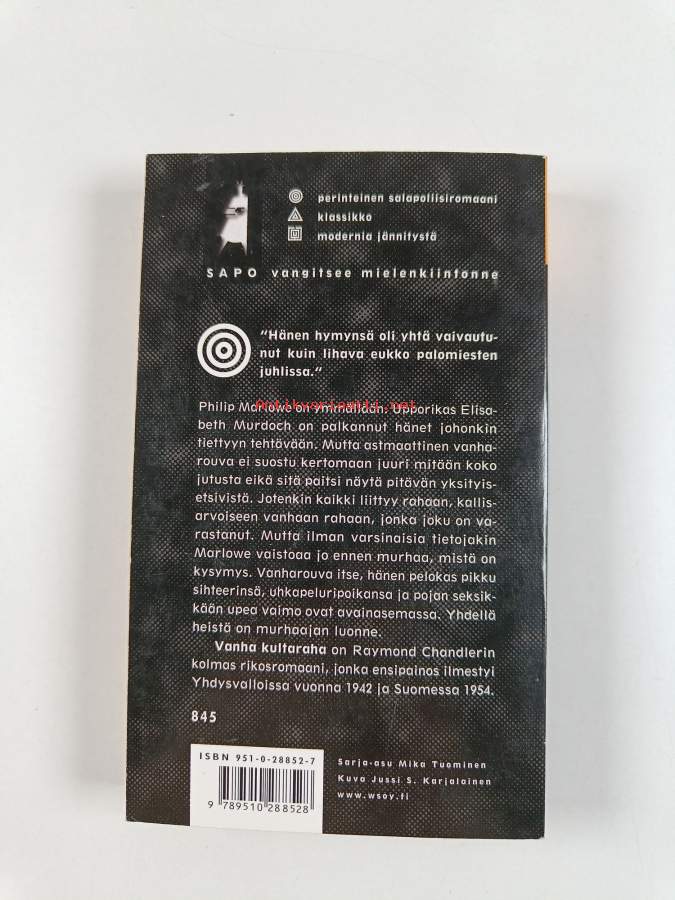 perinteinen salapoliisiromaani
klassikko
modernia jännitystä
SAPO vangitsee mielenkiintonne
"Hänen hymynsä oli yhtä vaivautu-
nut kuin lihava eukko palomiesten
juhlissa."
Antikvariaatti.net
Philip Marlowe on ymmällään. Upporikas Elisa-
beth Murdoch on palkannut hänet johonkin
tiettyyn tehtävään. Mutta astmaattinen vanha-
rouva ei suostu kertomaan juuri mitään koko
jutusta eikä sitä paitsi näytä pitävän yksityis-
etsivistä. Jotenkin kaikki liittyy rahaan, kallis-
arvoiseen vanhaan rahaan, jonka joku on va-
rastanut. Mutta ilman varsinaisia tietojakin
Marlowe vaistoaa jo ennen murhaa, mistä on
kysymys. Vanharouva itse, hänen pelokas pikku
sihteerinsä, uhkapeluripoikansa ja pojan seksik-
kään upea vaimo ovat avainasemassa. Yhdellä
heistä on murhaajan luonne.
Vanha kultaraha on Raymond Chandlerin
kolmas rikosromaani, jonka ensipainos ilmestyi
Yhdysvalloissa vuonna 1942 ja Suomessa 1954.
845
ISBN 951-0-28852-7
9 789510 288528
Sarja-asu Mika Tuominen
Kuva Jussi S. Karjalainen
www.wsoy.fi